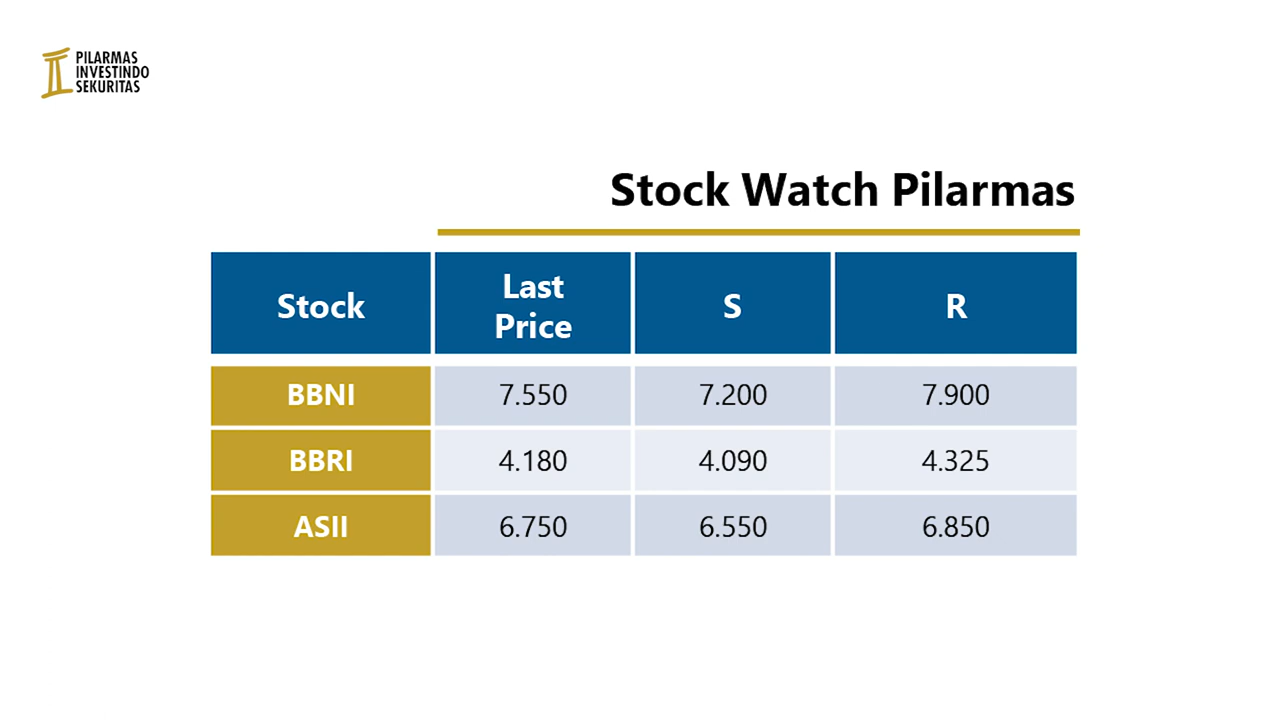 PILARMAS
INVESTINDO
SEKURITAS
Stock Watch Pilarmas
Stock Last Price S R
BBNI 7.550 7.200 7.900
BBRI 4.180 4.090 4.325
ASII 6.750 6.550 6.850